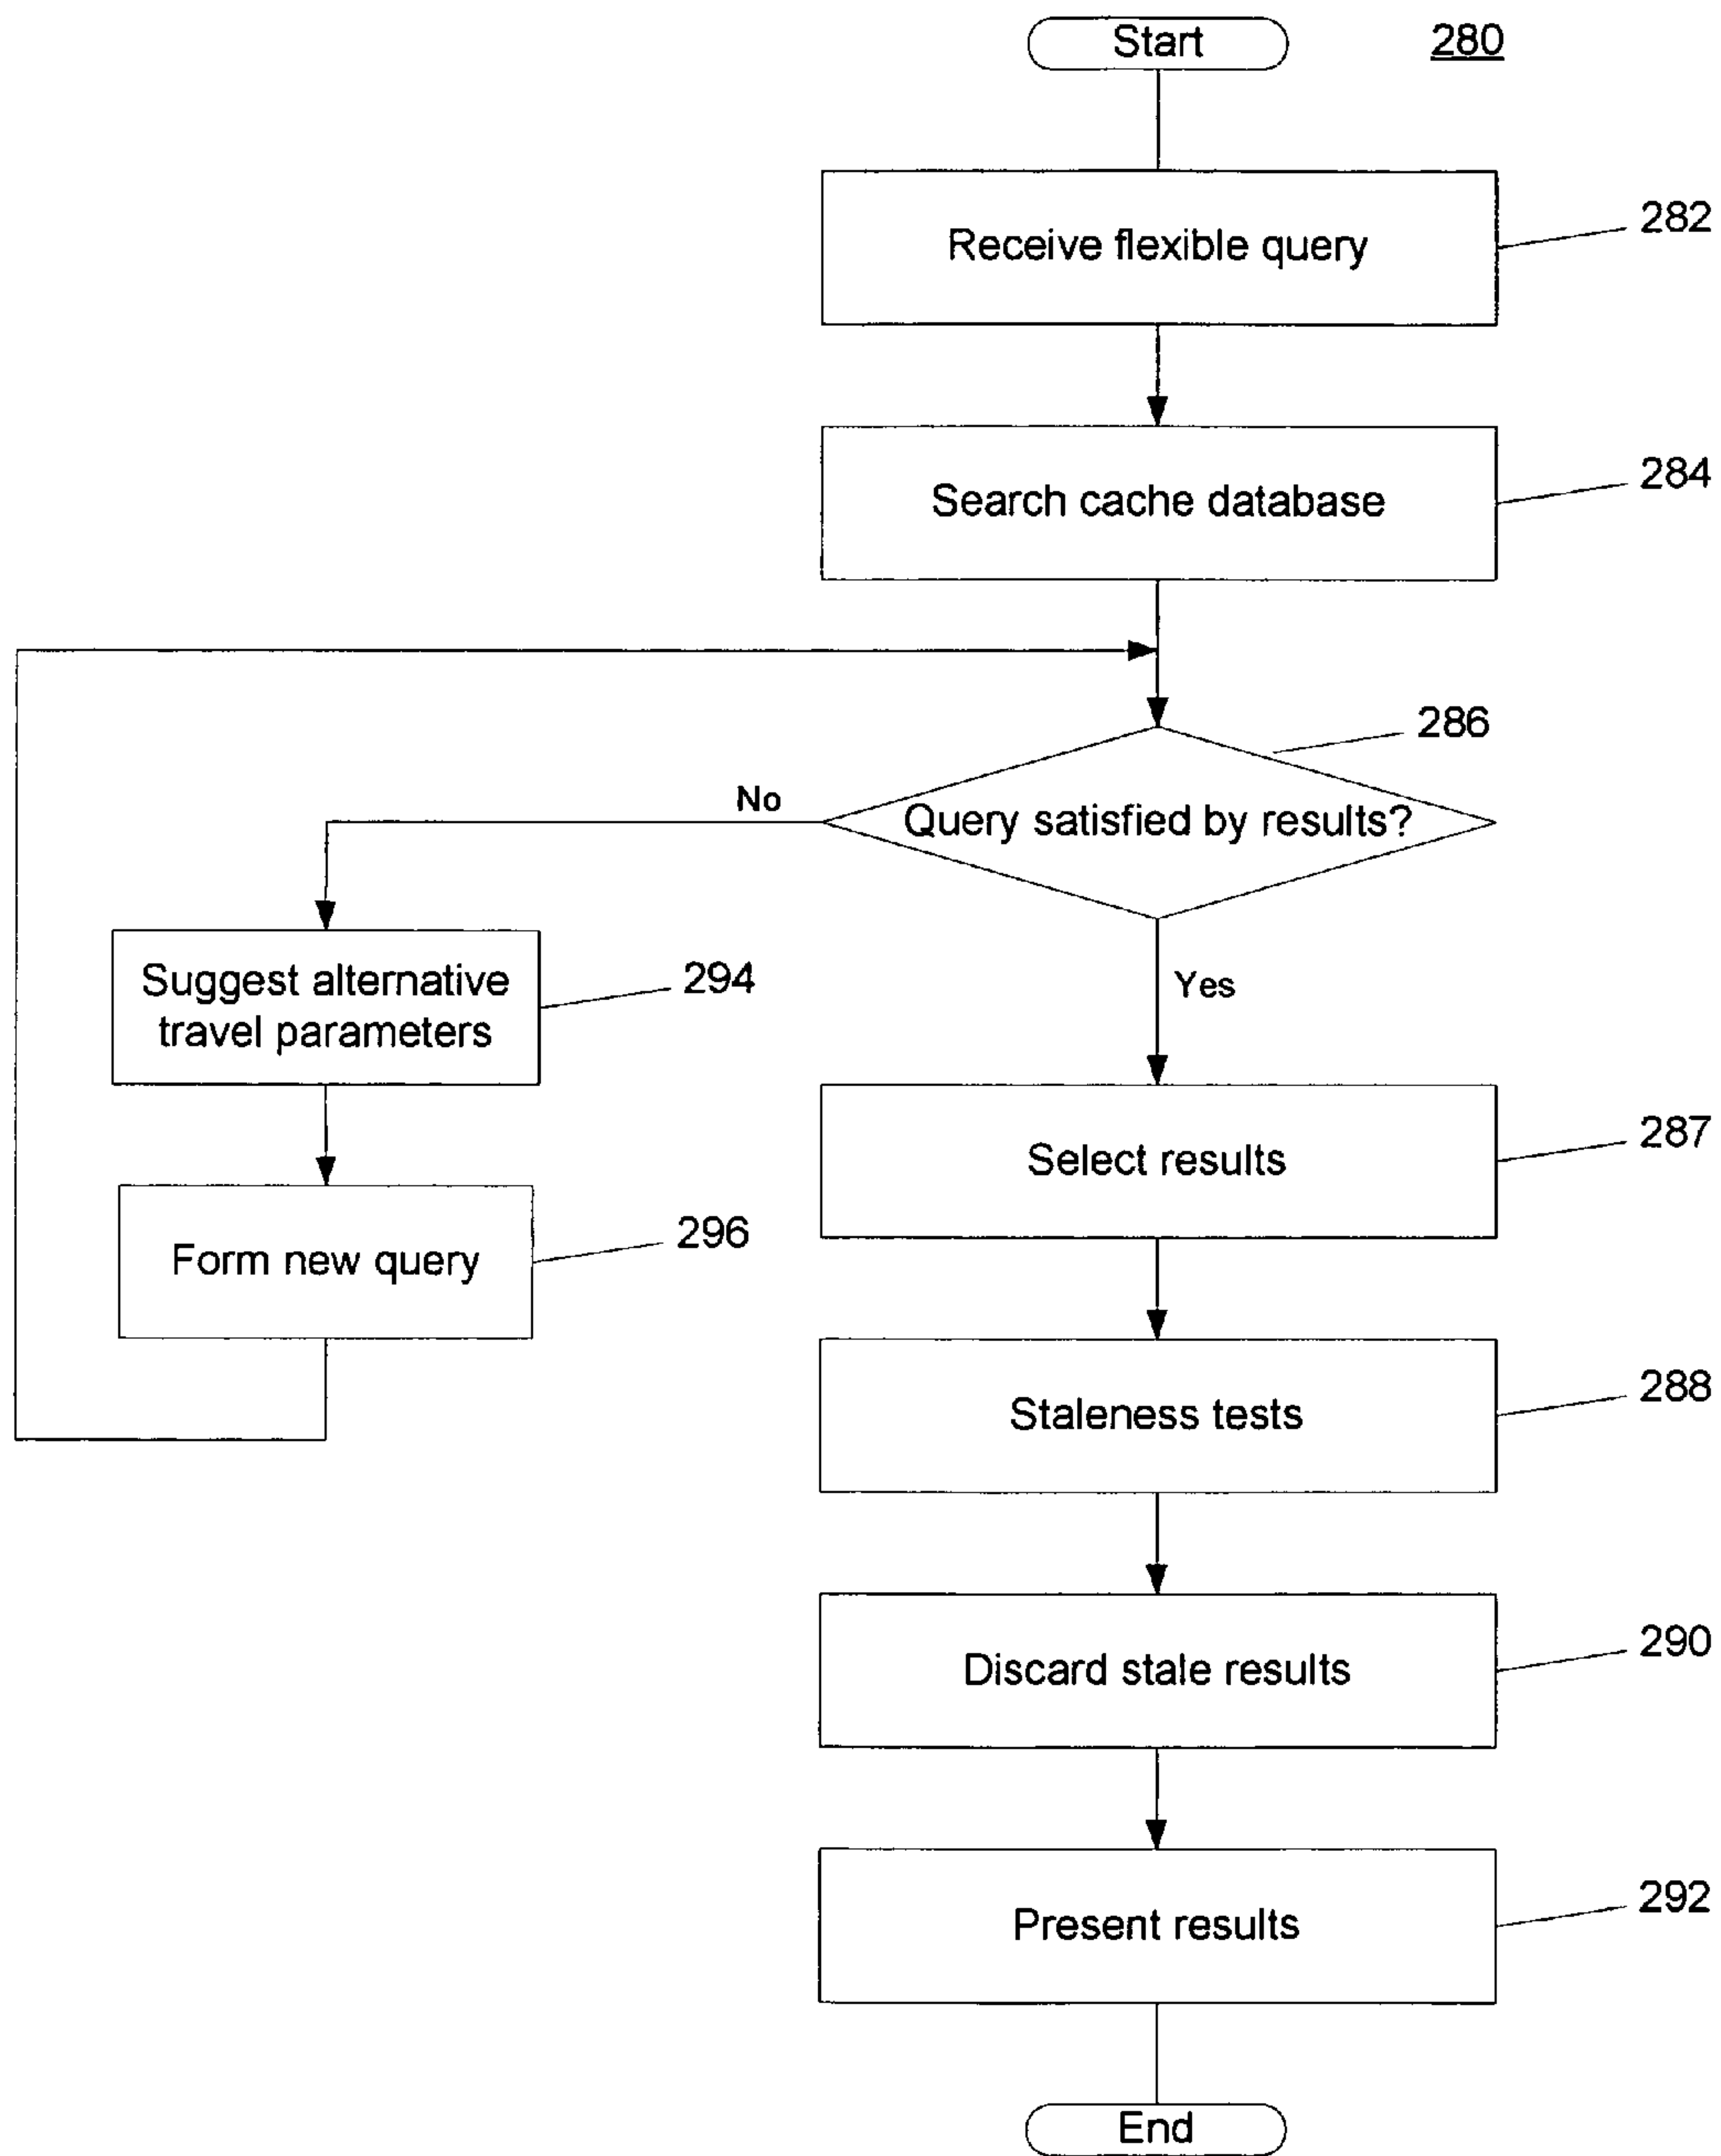 Start
280
Receive flexible query
282
Search cache database
284
286
No
Query satisfied by results?
Yes
Suggest alternative
travel parameters
294
Select results
287
Form new query
296
Staleness tests
288
Discard stale results
290
Present results
292
End